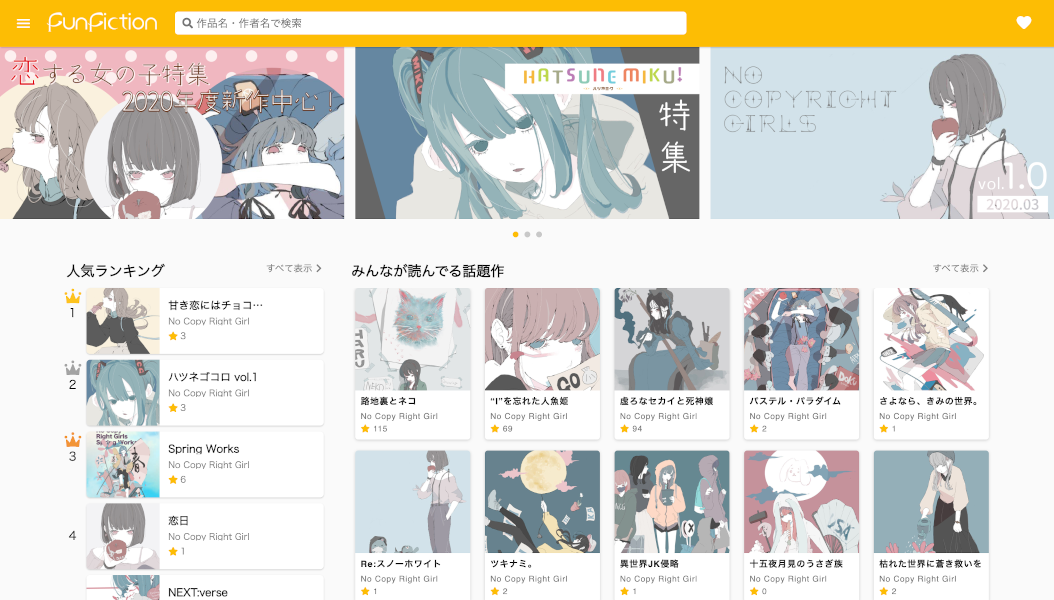 FunFiction
作品名・作者名で検索
恋する女の子特集
2020年度新作中心！
HATSUNE MIKU!
特集
NO
COPYRIGHT
GIRLS
vol.1.0
2020.03
人気ランキング
すべて表示
1
甘き恋にはチョコ…
No Copy Right Girl
3
2
ハツネゴコロ vol.1
No Copy Right Girl
3
3
Right Girls
Spring Works
春
Spring Works
No Copy Right Girl
6
4
恋日
No Copy Right Girl
1
NEXT:verse
みんなが読んでる話題作
すべて表示
路地裏とネコ
No Copy Right Girl
115
GO
“I”を忘れた人魚姫
No Copy Right Girl
69
虚ろなセカイと死神嬢
No Copy Right Girl
94
パステル・パラダイム
No Copy Right Girl
2
さよなら、きみの世界。
No Copy Right Girl
1
Re:スノーホワイト
No Copy Right Girl
1
ツキナミ。
No Copy Right Girl
2
異世界JK侵略
No Copy Right Girl
1
十五夜月見のうさぎ族
No Copy Right Girl
0
枯れた世界に蒼き救いを
No Copy Right Girl
2